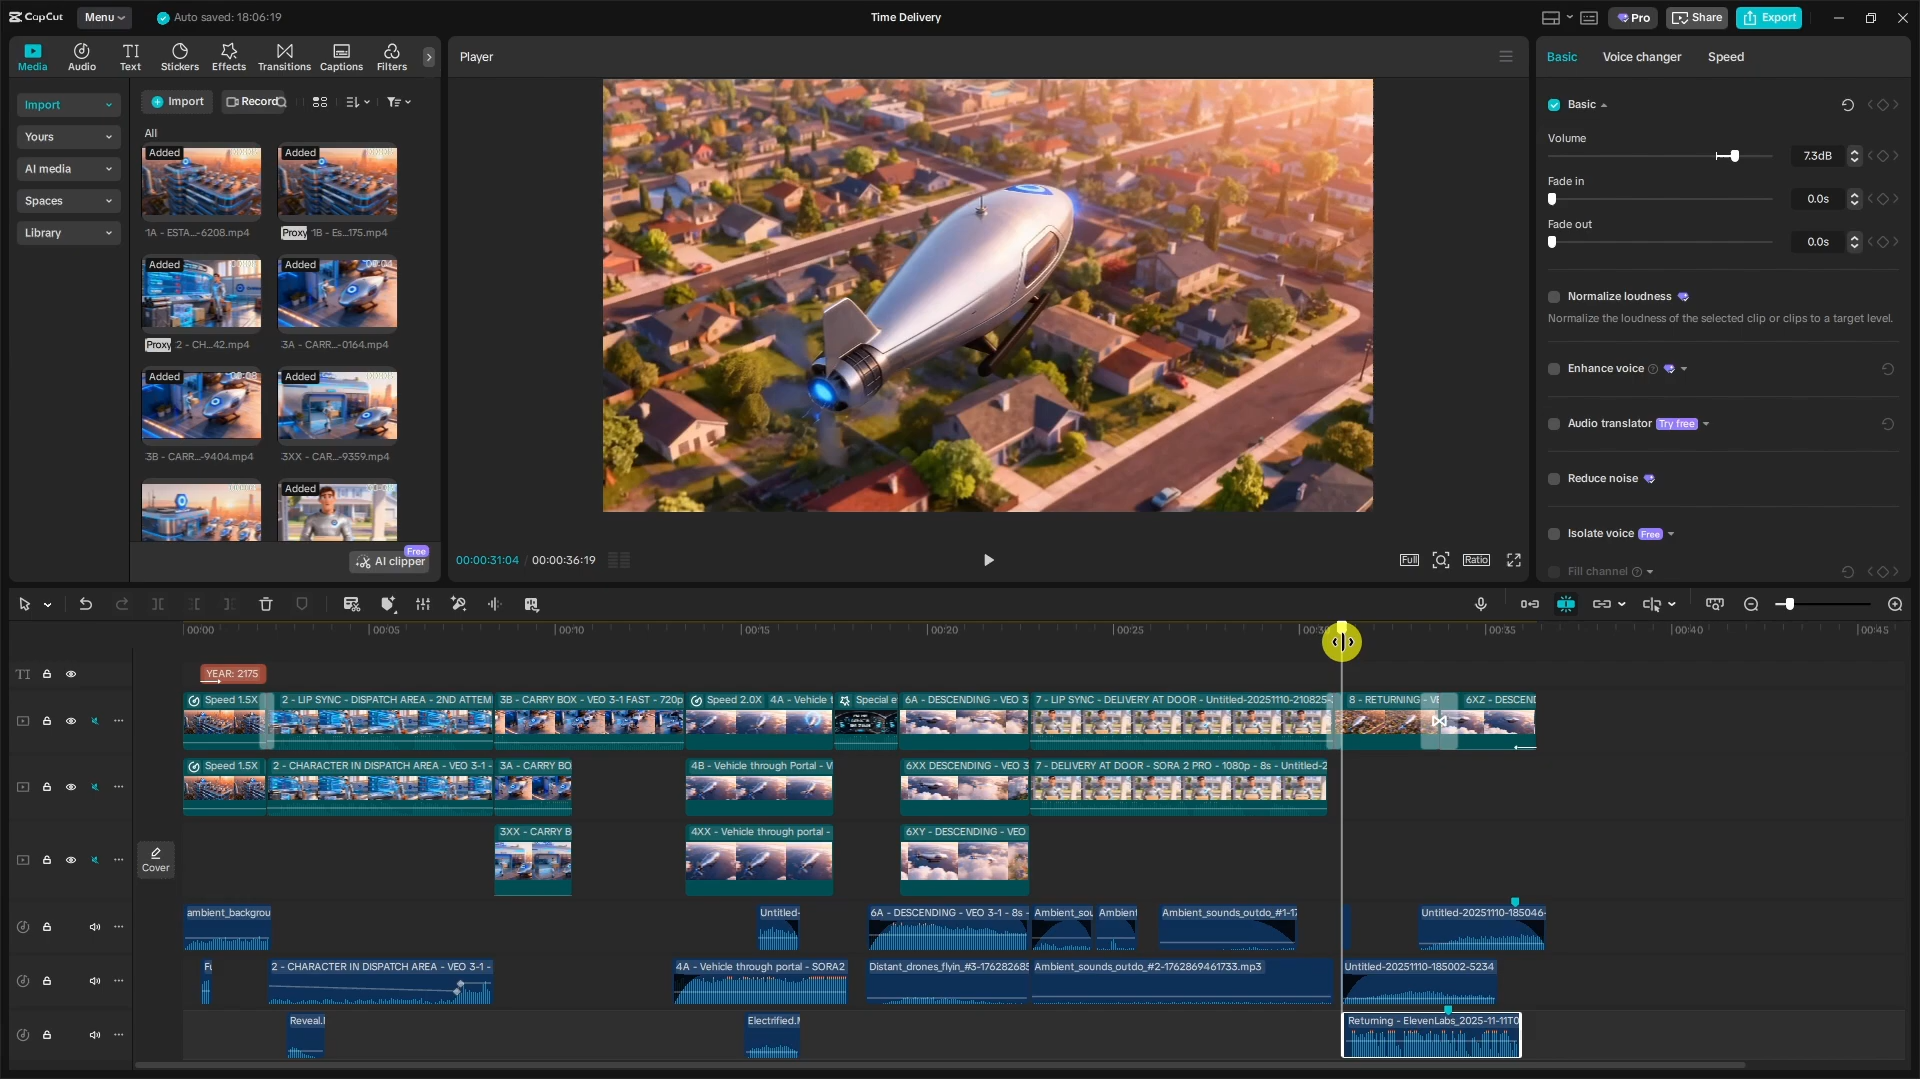 CapCut
Menu
Auto saved: 18:06:19
Time Delivery
Pro
Share
Export
Media
Audio
Text
Stickers
Effects
Transitions
Captions
Filters
Player
Basic
Voice changer
Speed
Import
Yours
AI media
Spaces
Library
Import
Record
All
Added
Added
1A - ESTA...-6208.mp4
Proxy 1B - Es...175.mp4
Added
Added
Proxy 2 - CH...42.mp4
3A - CARR...-0164.mp4
Added
Added
3B - CARR...-9404.mp4
3XX - CAR...-9359.mp4
Added
Free
AI clipper
00:00:31:04 / 00:00:36:19
Full
Ratio
Basic
Volume
7.3dB
Fade in
0.0s
Fade out
0.0s
Normalize loudness
Normalize the loudness of the selected clip or clips to a target level.
Enhance voice
Audio translator Try free
Reduce noise
Isolate voice Free
Fill channel
00:00
00:05
00:10
00:15
00:20
00:25
00:30
00:35
00:40
00:45
TI
YEAR: 2175
Speed 1.5X
2 - LIP SYNC - DISPATCH AREA - 2ND ATTEM
3B - CARRY BOX - VEO 3-1 FAST - 720p
Speed 2.0X
4A - Vehicle t
Special e
6A - DESCENDING - VEO 3
7 - LIP SYNC - DELIVERY AT DOOR - Untitled-20251110-210825-
8 - RETURNING - VE
6XZ - DESCEND
Speed 1.5X
2 - CHARACTER IN DISPATCH AREA - VEO 3-1 -
3A - CARRY BO
4B - Vehicle through Portal - V
6XX DESCENDING - VEO 3
7 - DELIVERY AT DOOR - SORA 2 PRO - 1080p - 8s - Untitled-2
Cover
3XX - CARRY B
4XX - Vehicle through portal -
6XY - DESCENDING - VEO
ambient_backgrou
Untitled-
6A - DESCENDING - VEO 3-1 - 8s -
Ambient_sou
Ambient
Ambient_sounds_outdo_#1-17
Untitled-20251110-185046-
Fu
2 - CHARACTER IN DISPATCH AREA - VEO 3-1 -
4A - Vehicle through portal - SORA2
Distant_drones_flyin_#3-176282685
Ambient_sounds_outdo_#2-1762869461733.mp3
Untitled-20251110-185002-5234
Reveal.
Electrified.
Returning - ElevenLabs_2025-11-11T0